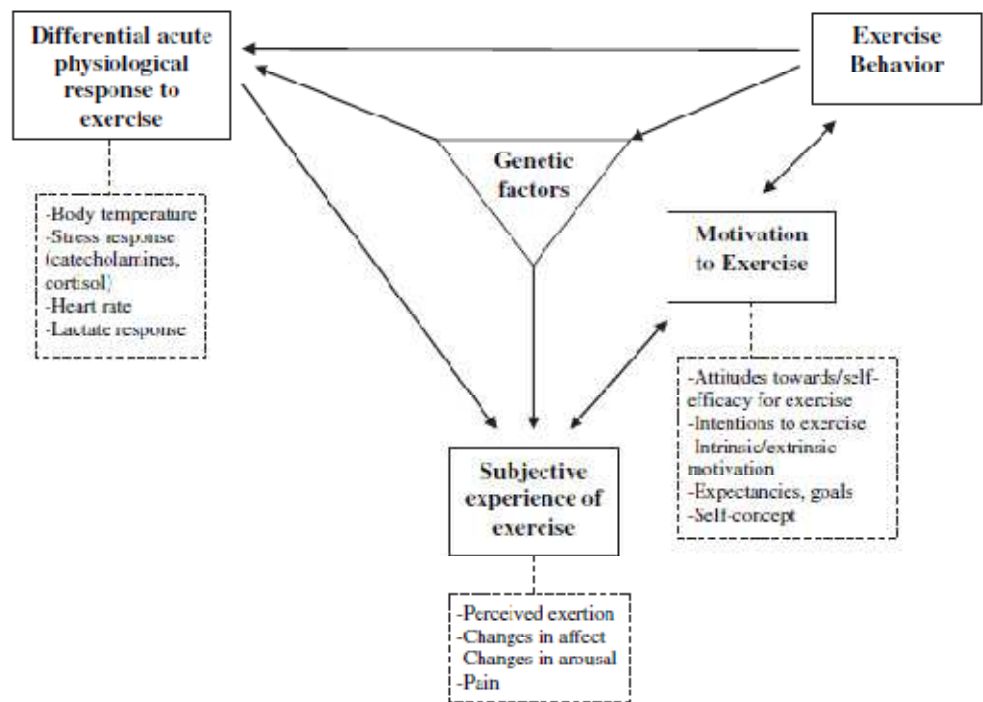 Differential acute
physiological
response to
exercise
Exercise
Behavior
Genetic
factors
-Body temperature
-Stress response
(catecholamines,
cortisol)
-Heart rate
-Lactate response
Motivation
to Exercise
-Attitudes towards/self-
efficacy for exercise
-Intentions to exercise
-Intrinsic/extrinsic
motivation
-Expectancies, goals
-Self-concept
Subjective
experience of
exercise
-Perceived exertion
-Changes in affect
-Changes in arousal
-Pain